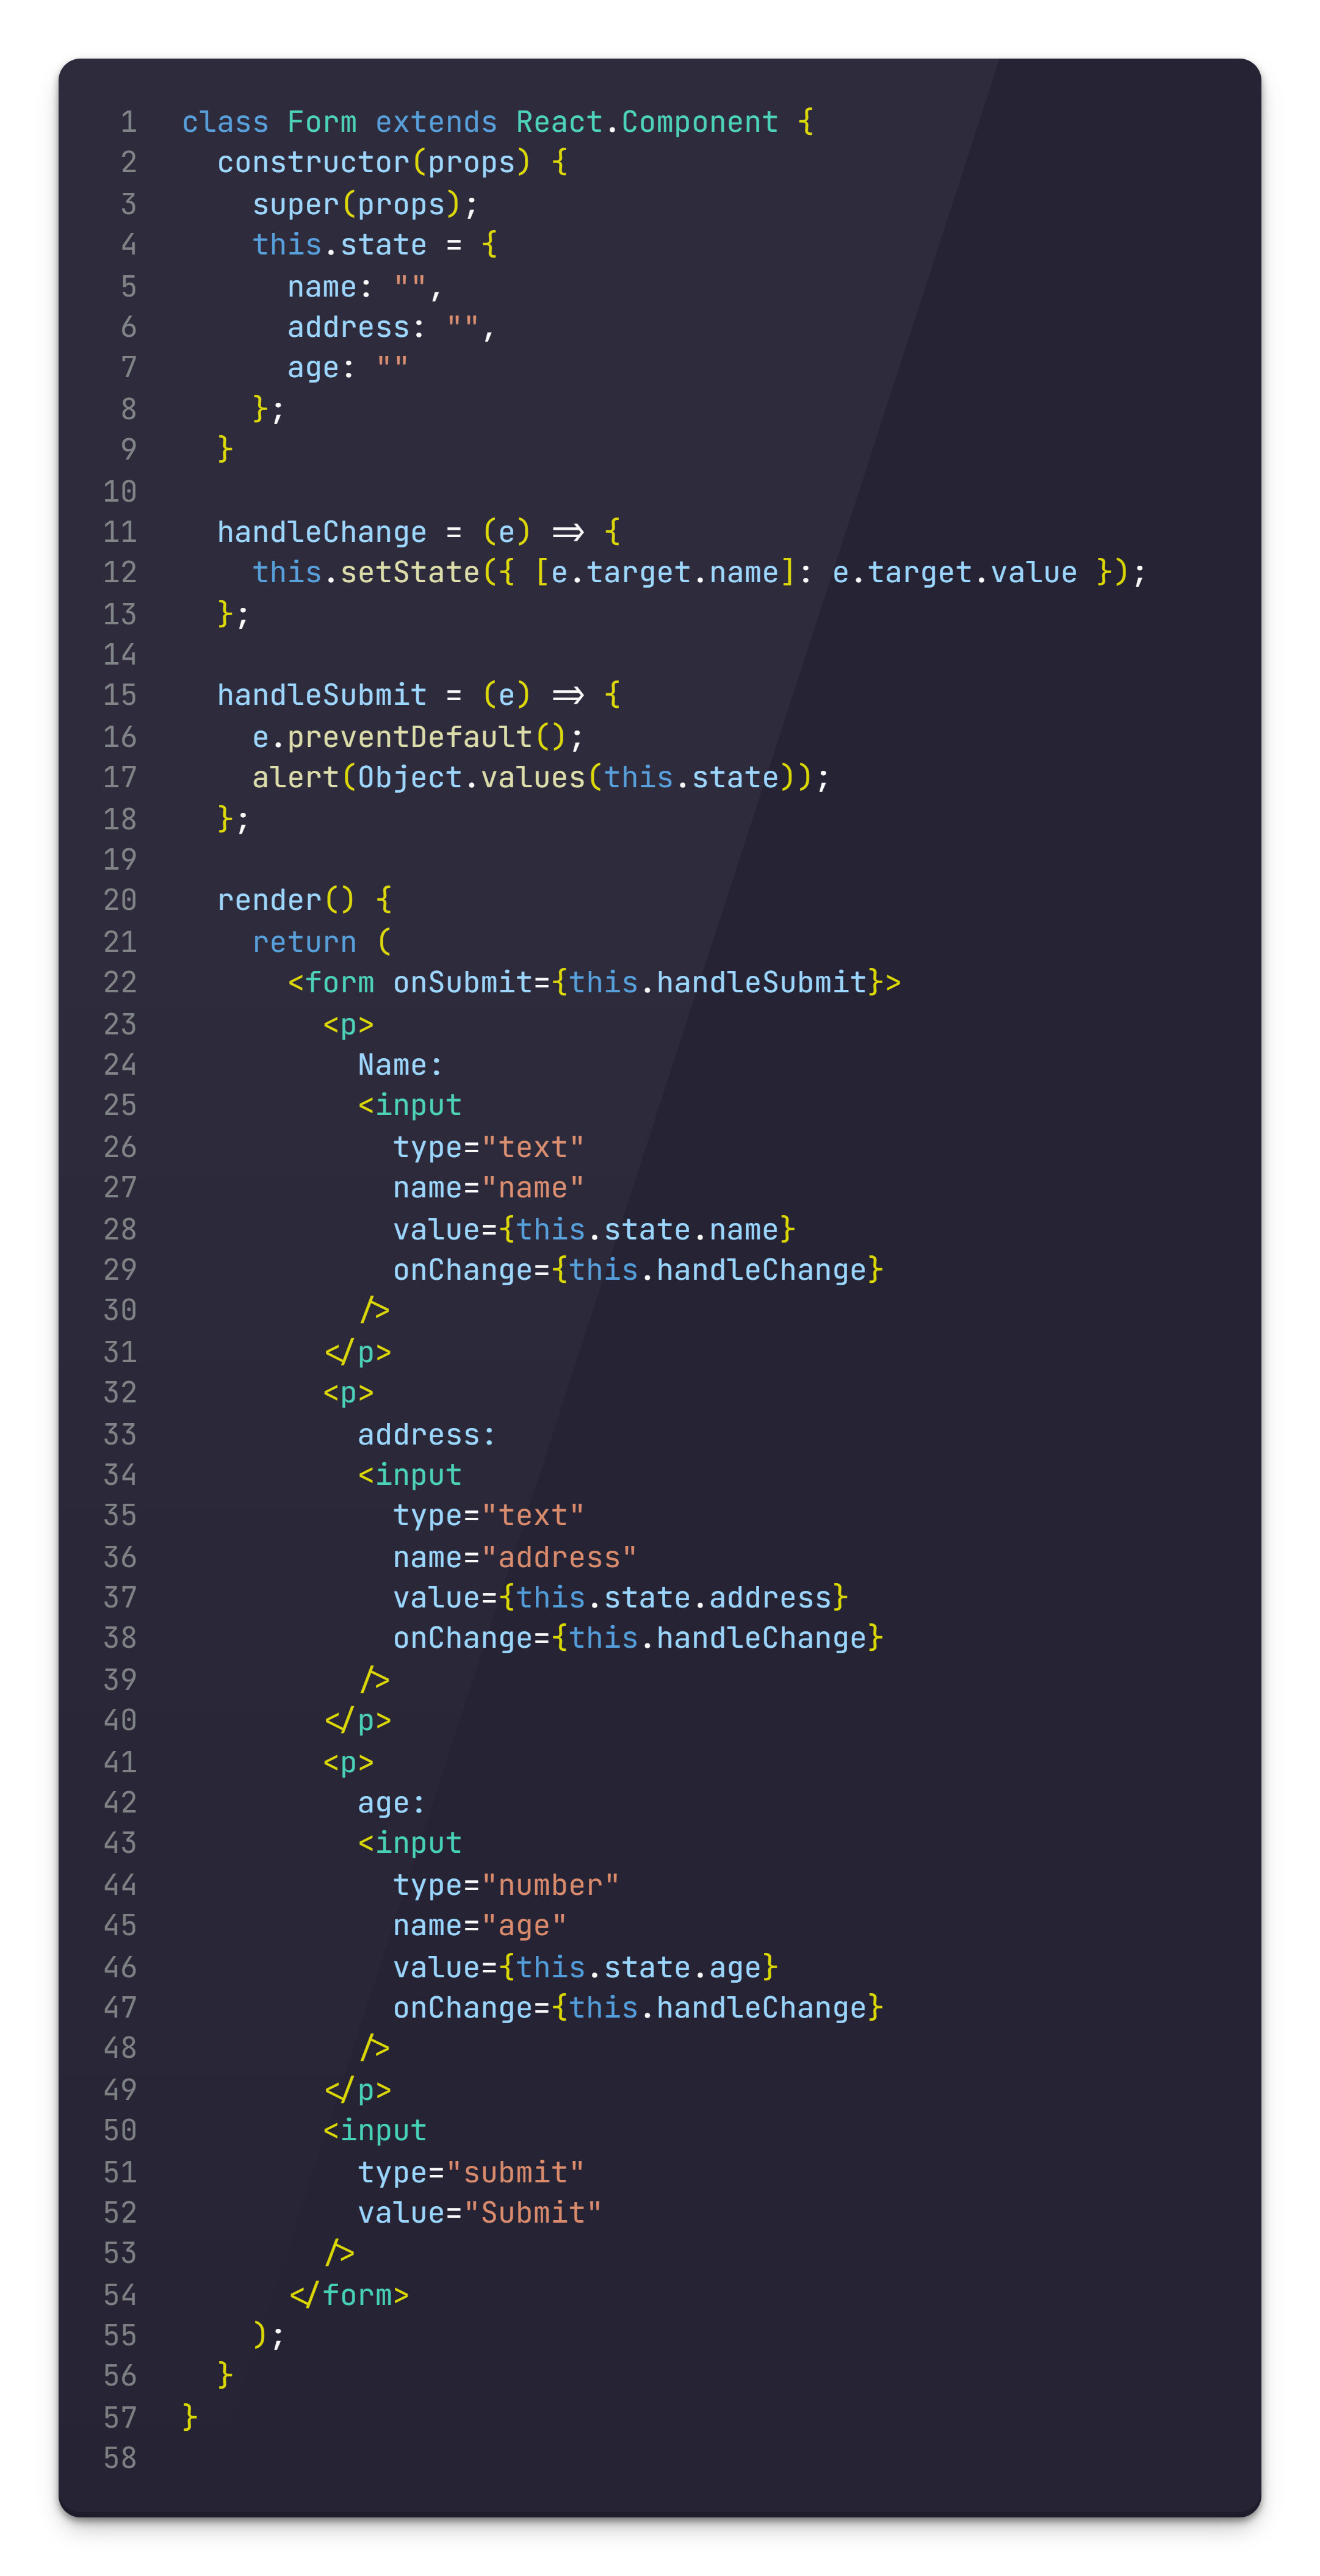 1 class Form extends React.Component {
2   constructor(props) {
3     super(props);
4     this.state = {
5       name: "",
6       address: "",
7       age: ""
8     };
9   }
10
11   handleChange = (e) => {
12     this.setState({ [e.target.name]: e.target.value });
13   };
14
15   handleSubmit = (e) => {
16     e.preventDefault();
17     alert(Object.values(this.state));
18   };
19
20   render() {
21     return (
22       <form onSubmit={this.handleSubmit}>
23         <p>
24           Name:
25           <input
26             type="text"
27             name="name"
28             value={this.state.name}
29             onChange={this.handleChange}
30           />
31         </p>
32         <p>
33           address:
34           <input
35             type="text"
36             name="address"
37             value={this.state.address}
38             onChange={this.handleChange}
39           />
40         </p>
41         <p>
42           age:
43           <input
44             type="number"
45             name="age"
46             value={this.state.age}
47             onChange={this.handleChange}
48           />
49         </p>
50         <input
51           type="submit"
52           value="Submit"
53         />
54       </form>
55     );
56   }
57 }
58